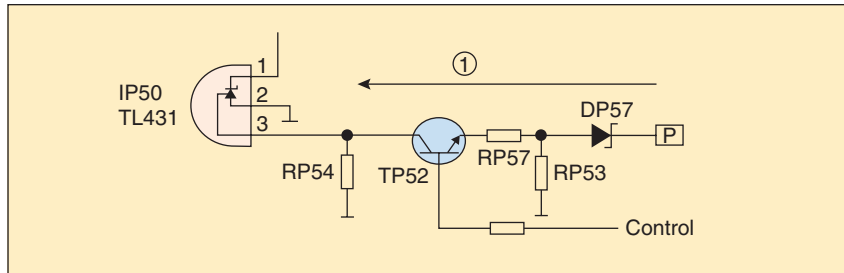 ①
1
IP50
TL431
2
3
DP57
P
RP54
TP52
RP57
RP53
Control